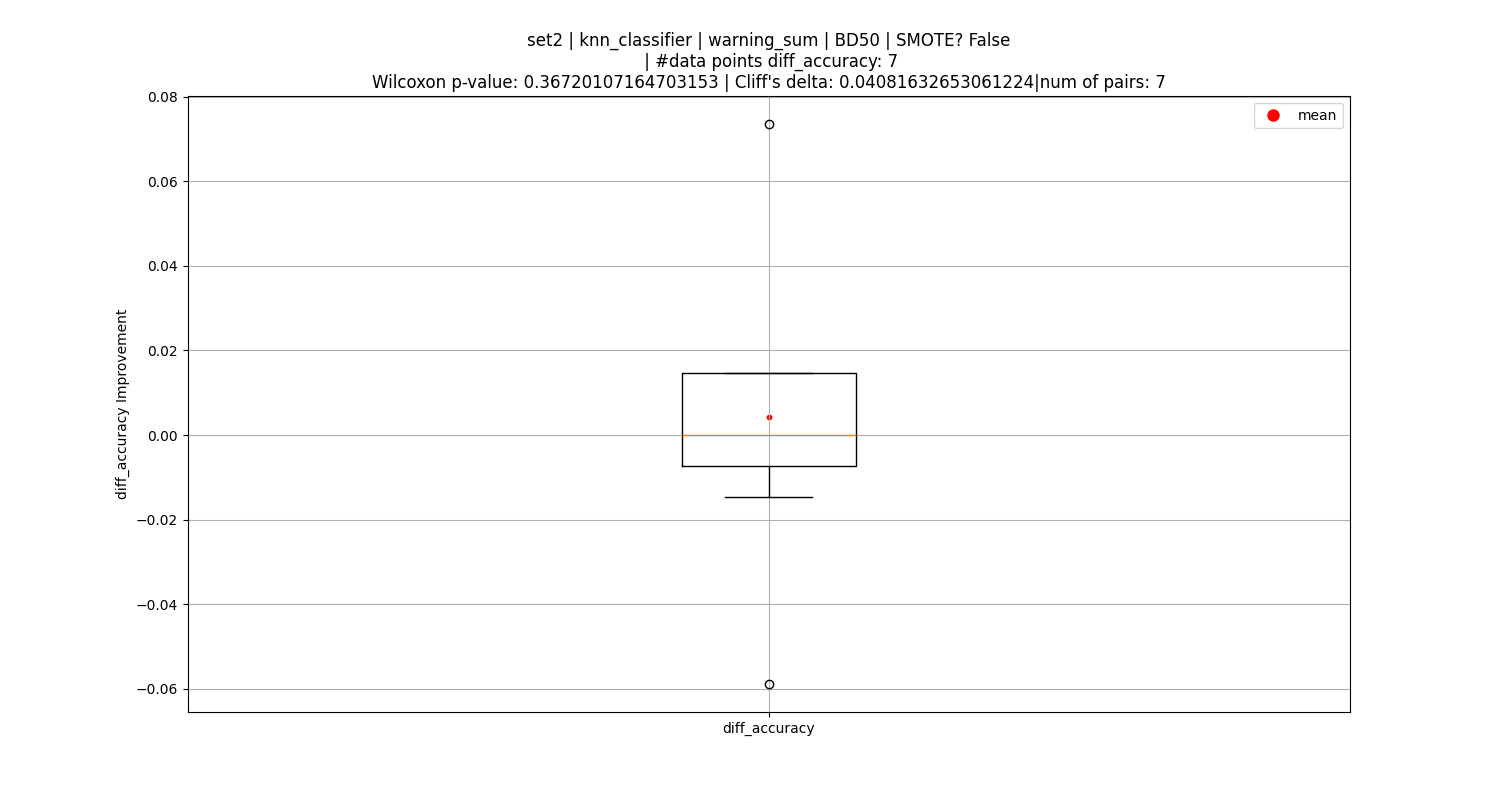 set2 | knn_classifier | warning_sum | BD50 | SMOTE? False
| #data points diff_accuracy: 7
Wilcoxon p-value: 0.36720107164703153 | Cliff's delta: 0.04081632653061224|num of pairs: 7
mean
0.08
0.06
0.04
0.02
0.00
−0.02
−0.04
−0.06
diff_accuracy Improvement
diff_accuracy